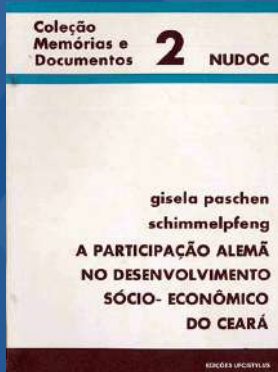 Coleção
Memórias e
Documentos 2 NUDOC
gisela paschen
schimmelpfeng
A PARTICIPAÇÃO ALEMÃ
NO DESENVOLVIMENTO
SÓCIO- ECONÔMICO
DO CEARÁ
EDIÇÕES UFC/STYLUS